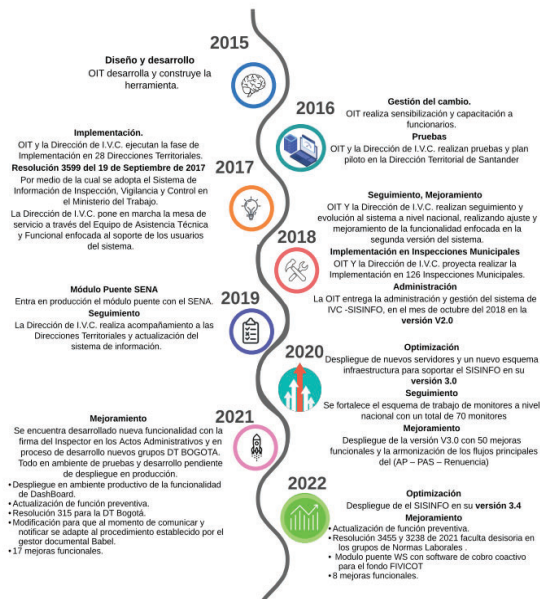 2015
Diseño y desarrollo
OIT desarrolla y construye la
herramienta.
2016
Gestión del cambio.
OIT realiza sensibilización y capacitación a
funcionarios.
Pruebas
OIT y la Dirección de I.V.C. realizan pruebas y plan
piloto en la Dirección Territorial de Santander
2017
Implementación.
OIT y la Dirección de I.V.C. ejecutan la fase de
Implementación en 28 Direcciones Territoriales.
Resolución 3599 del 19 de Septiembre de 2017
Por medio de la cual se adopta el Sistema de
Información de Inspección, Vigilancia y Control en
el Ministerio del Trabajo.
La Dirección de I.V.C. pone en marcha la mesa de
servicio a través del Equipo de Asistencia Técnica
y Funcional enfocada al soporte de los usuarios
del sistema.
2018
Seguimiento, Mejoramiento
OIT Y la Dirección de I.V.C. realizan seguimiento y
evolución al sistema a nivel nacional, realizando ajuste y
mejoramiento de la funcionalidad enfocada en la
segunda versión del sistema.
Implementación en Inspecciones Municipales
OIT Y la Dirección de I.V.C. proyecta realizar la
Implementación en 126 Inspecciones Municipales.
Administración
La OIT entrega la administración y gestión del sistema de
IVC -SISINFO, en el mes de octubre del 2018 en la
versión V2.0
2019
Módulo Puente SENA
Entra en producción el módulo puente con el SENA.
Seguimiento
La Dirección de I.V.C. realiza acompañamiento a las
Direcciones Territoriales y actualización del
sistema de información.
2020
Optimización
Despliegue de nuevos servidores y un nuevo esquema
infraestructura para soportar el SISINFO en su
versión 3.0
Seguimiento
Se fortalece el esquema de trabajo de monitores a nivel
nacional con un total de 70 monitores
Mejoramiento
Despliegue de la versión V3.0 con 50 mejoras
funcionales y la armonización de los flujos principales
del (AP – PAS – Renuencia)
2021
Mejoramiento
Se encuentra desarrollado nueva funcionalidad con la
firma del Inspector en los Actos Administrativos y en
proceso de desarrollo nuevos grupos DT BOGOTA.
Todo en ambiente de pruebas y desarrollo pendiente
de despliegue en producción.
• Despliegue en ambiente productivo de la funcionalidad
de DashBoard.
• Actualización de función preventiva.
• Resolución 315 para la DT Bogotá.
• Modificación para que al momento de comunicar y
notificar se adapte al procedimiento establecido por el
gestor documental Babel.
• 17 mejoras funcionales.
2022
Optimización
Despliegue de el SISINFO en su versión 3.4
Mejoramiento
• Actualización de función preventiva.
• Resolución 3455 y 3238 de 2021 faculta desisoria en
los grupos de Normas Laborales .
• Modulo puente WS con software de cobro coactivo
para el fondo FIVICOT
• 8 mejoras funcionales.